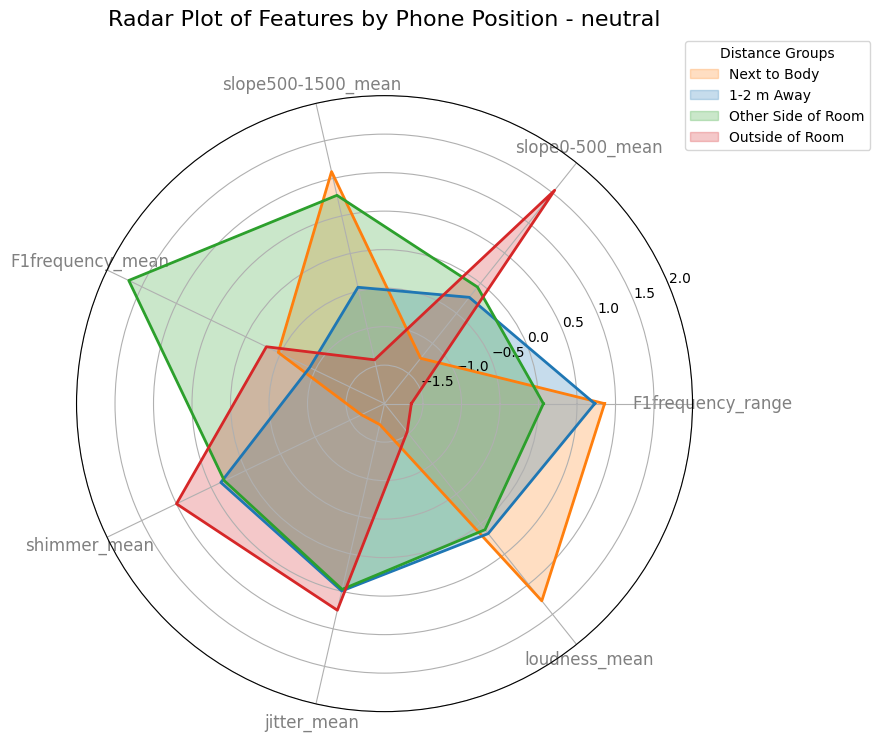 Radar Plot of Features by Phone Position - neutral
Distance Groups
Next to Body
1-2 m Away
Other Side of Room
Outside of Room
slope500-1500_mean
slope0-500_mean
F1frequency_mean
2.0
1.5
1.0
0.5
0.0
−0.5
−1.0
−1.5
F1frequency_range
shimmer_mean
loudness_mean
jitter_mean